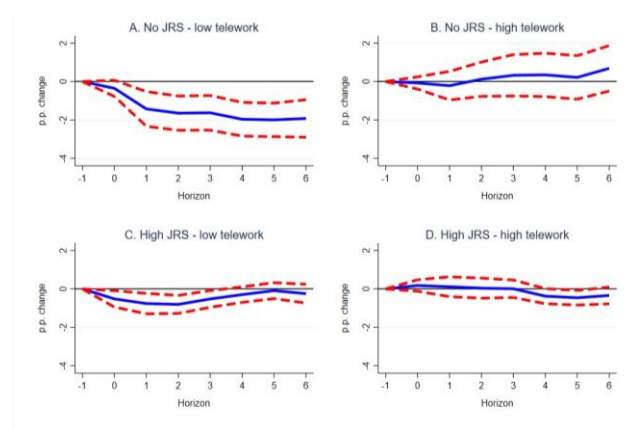 A. No JRS - low telework
B. No JRS - high telework
2
0
-2
-4
p.p. change
-1 0 1 2 3 4 5 6
Horizon
2
0
-2
-4
p.p. change
-1 0 1 2 3 4 5 6
Horizon
C. High JRS - low telework
D. High JRS - high telework
2
0
-2
-4
p.p. change
-1 0 1 2 3 4 5 6
Horizon
2
0
-2
-4
p.p. change
-1 0 1 2 3 4 5 6
Horizon